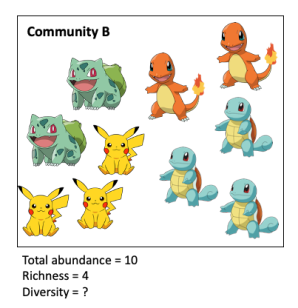 Community B
Total abundance = 10
Richness = 4
Diversity = ?